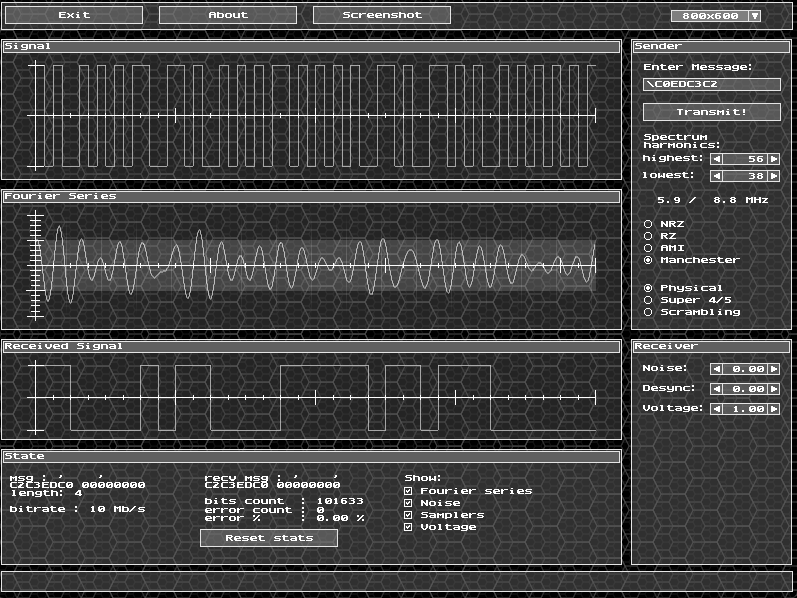 Exit About Screenshot 800x600
Signal
Fourier Series
Received Signal
State
msg : ' '
C2C3EDC0 00000000
length: 4
bitrate : 10 Mb/s
recv msg : ' '
C2C3EDC0 00000000
bits count : 101633
error count : 0
error % : 0.00 %
Reset stats
Show:
Fourier series
Noise
Samplers
Voltage
Sender
Enter Message:
\C0EDC3C2
Transmit!
Spectrum
harmonics:
highest: 56
lowest: 38
5.9 / 8.8 MHz
NRZ
RZ
AMI
Manchester
Physical
Super 4/5
Scrambling
Receiver
Noise: 0.00
Desync: 0.00
Voltage: 1.00